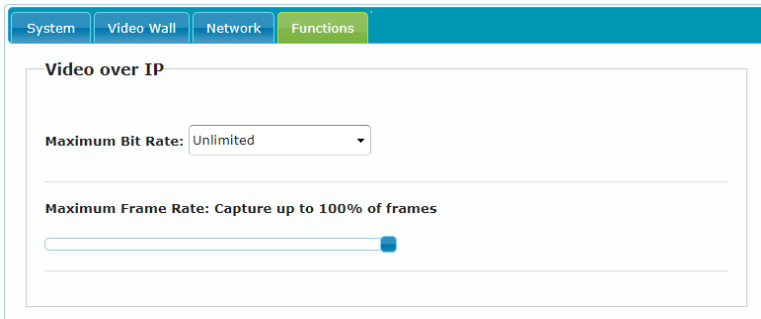 System Video Wall Network Functions
Video over IP
Maximum Bit Rate: Unlimited
Maximum Frame Rate: Capture up to 100% of frames